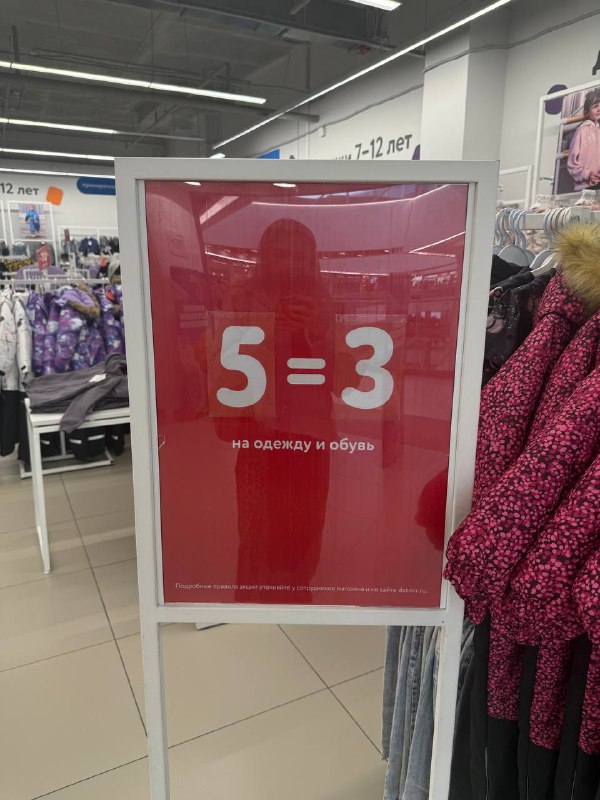 ки 7-12 лет
12 лет
5 = 3
на одежду и обувь
Подробные правила акции уточняйте у сотрудников магазина и на сайте detmir.ru.